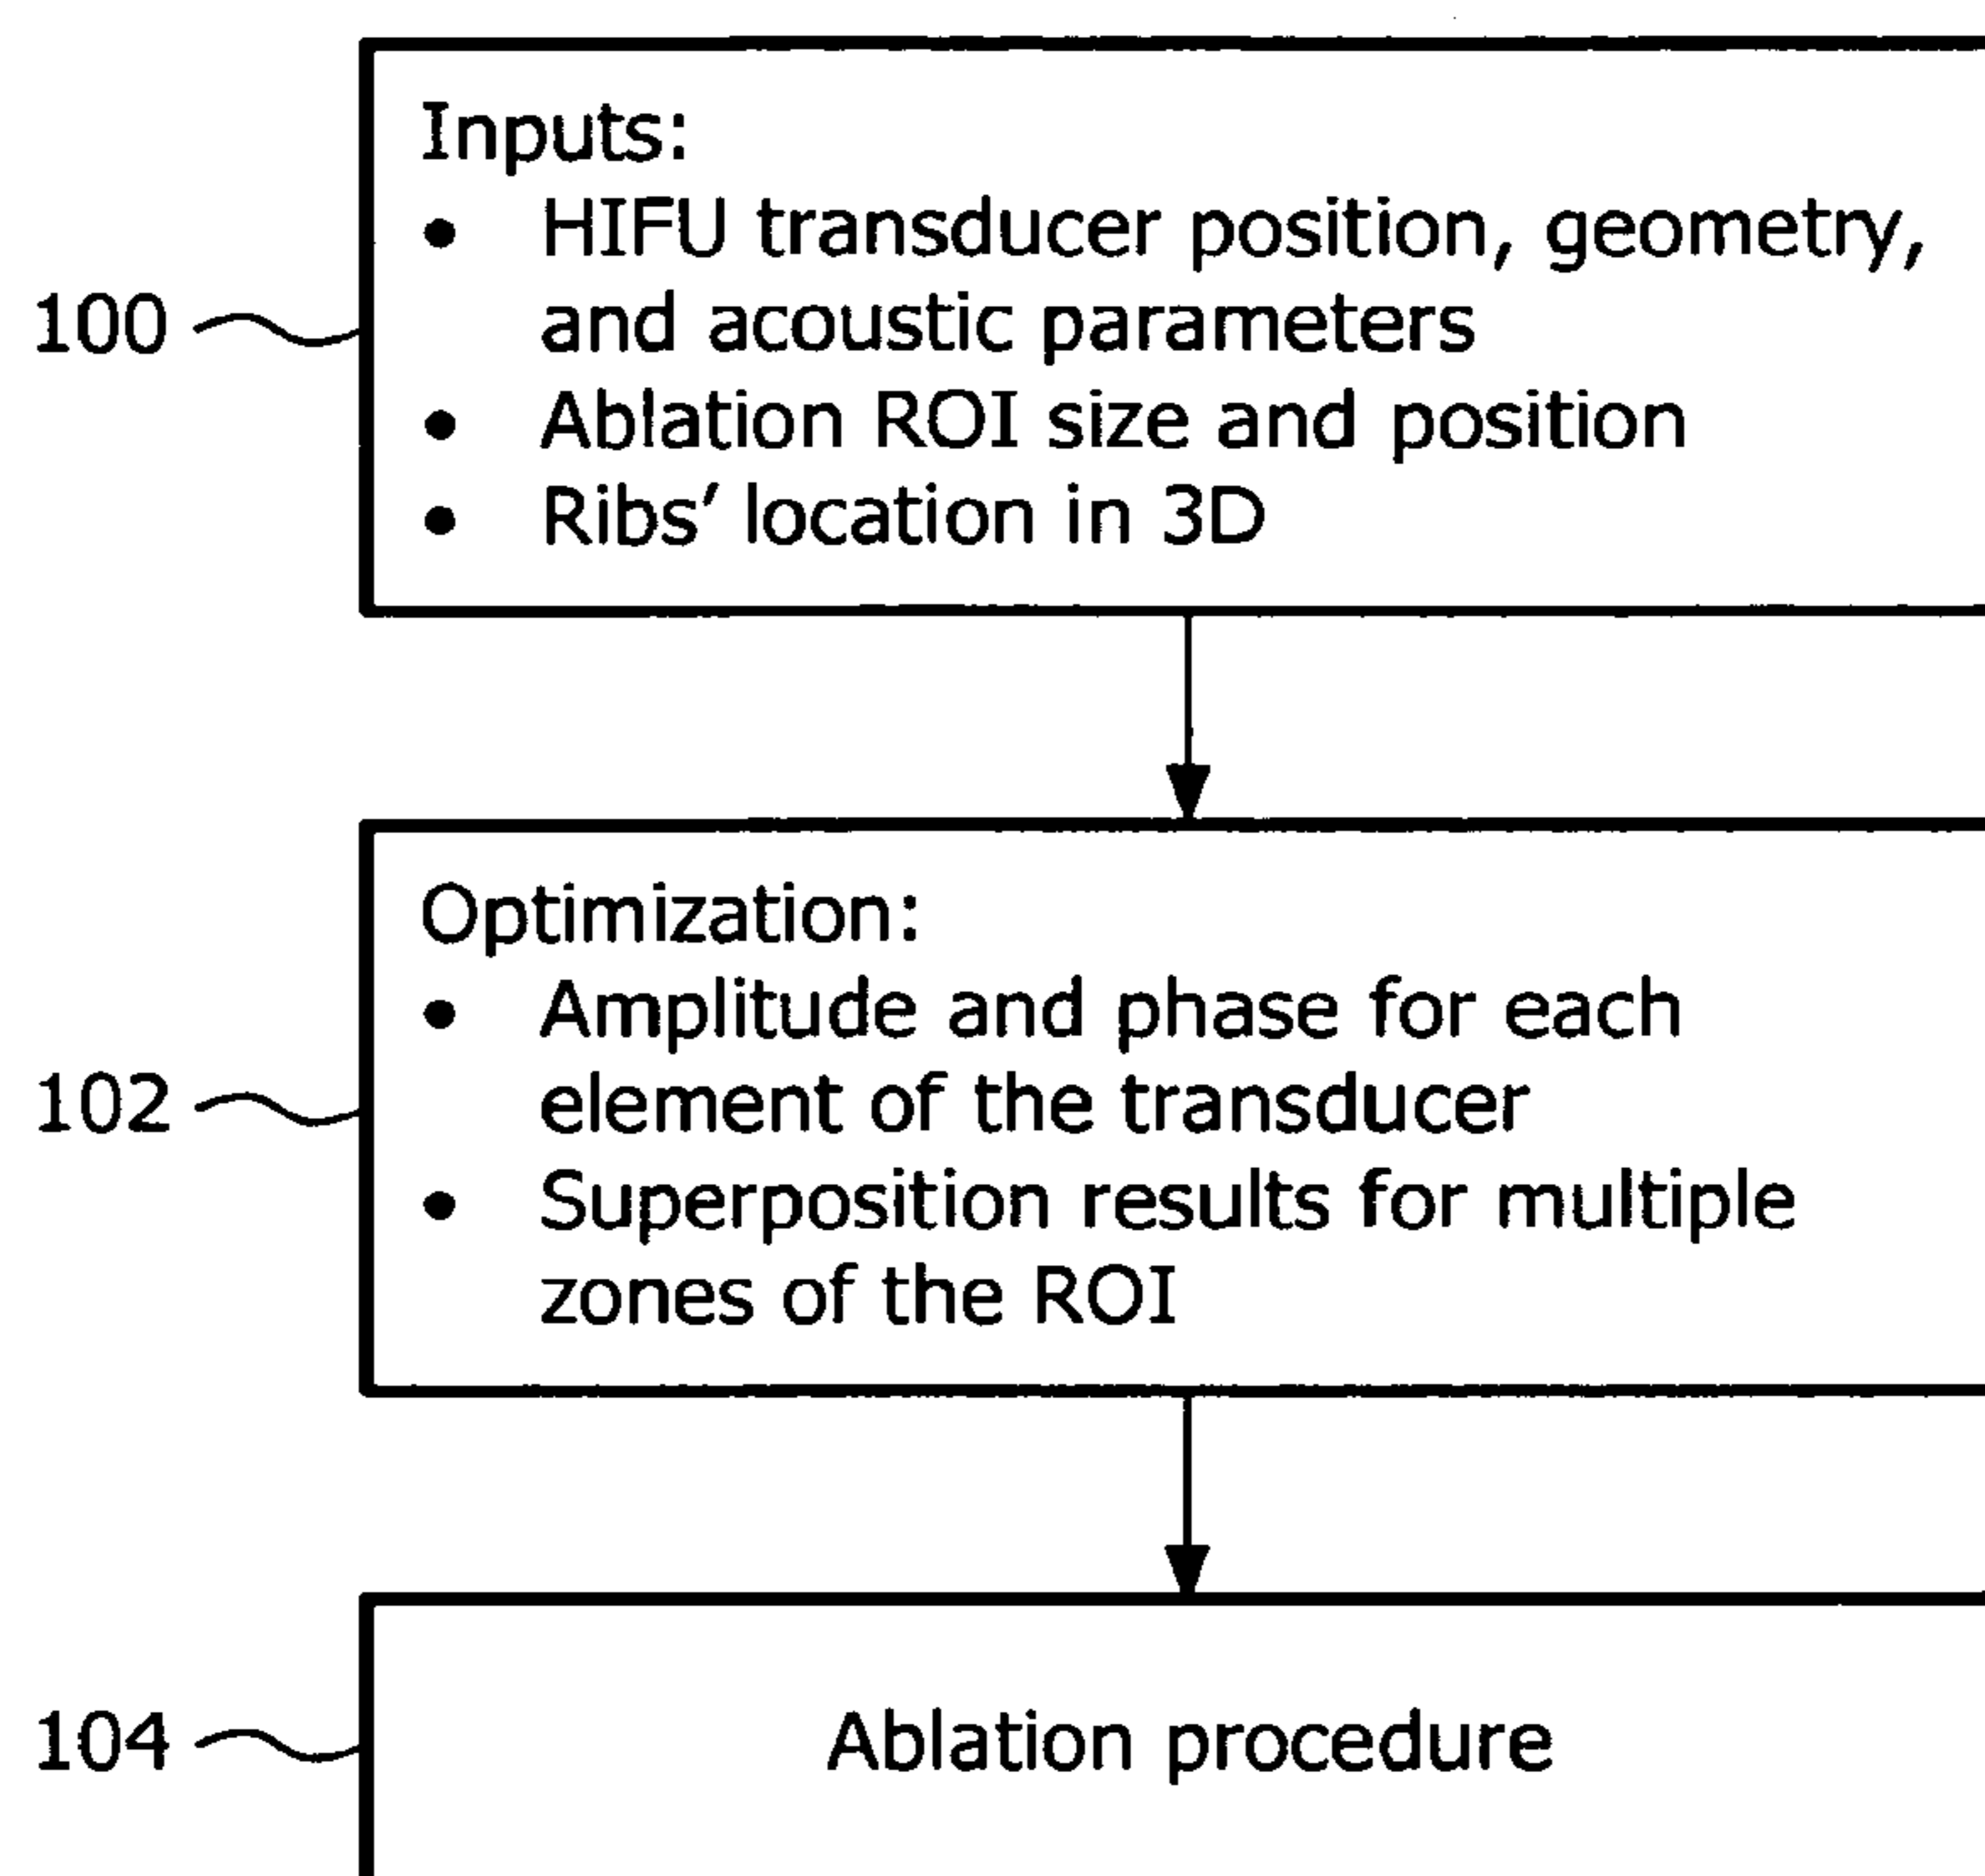 Inputs:
• HIFU transducer position, geometry,
and acoustic parameters
• Ablation ROI size and position
• Ribs' location in 3D
100
Optimization:
• Amplitude and phase for each
element of the transducer
• Superposition results for multiple
zones of the ROI
102
Ablation procedure
104